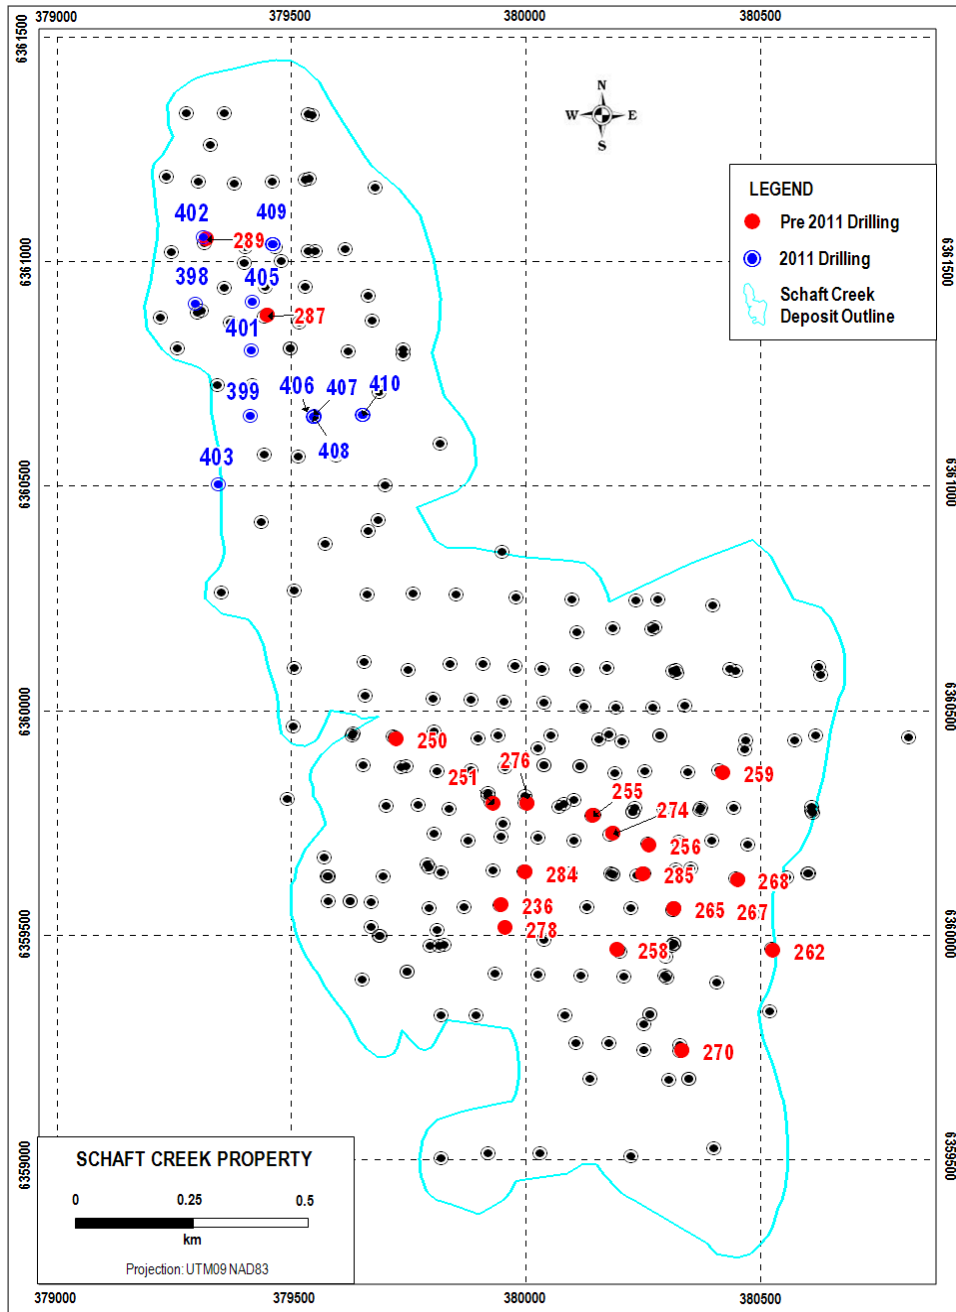 379000 379500 380000 380500
6361500
N
W E
S
LEGEND
Pre 2011 Drilling
2011 Drilling
Schaft Creek
Deposit Outline
402 409
289
6361000 6361500
398 405
287
401
399 406 407 410
408
403
6360500 6361000
6360000 6360500
250
276
251 259
255
274
256
284 285 268
236 265 267
278
6359500 6360000
258 262
270
6359000 6359500
SCHAFT CREEK PROPERTY
0 0.25 0.5
km
Projection: UTM09 NAD83
379000 379500 380000 380500